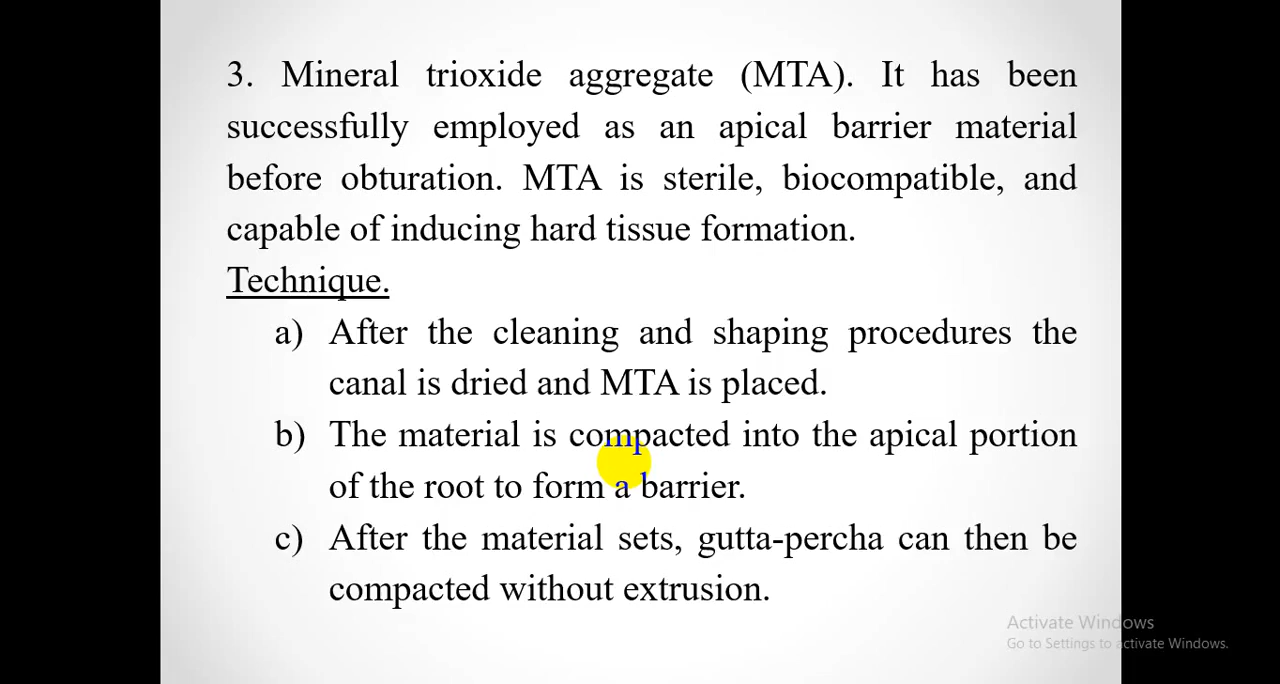 3. Mineral trioxide aggregate (MTA). It has been
successfully employed as an apical barrier material
before obturation. MTA is sterile, biocompatible, and
capable of inducing hard tissue formation.
Technique.
a) After the cleaning and shaping procedures the
canal is dried and MTA is placed.
b) The material is compacted into the apical portion
of the root to form a barrier.
c) After the material sets, gutta-percha can then be
compacted without extrusion.
Activate Windows
Go to Settings to activate Windows.